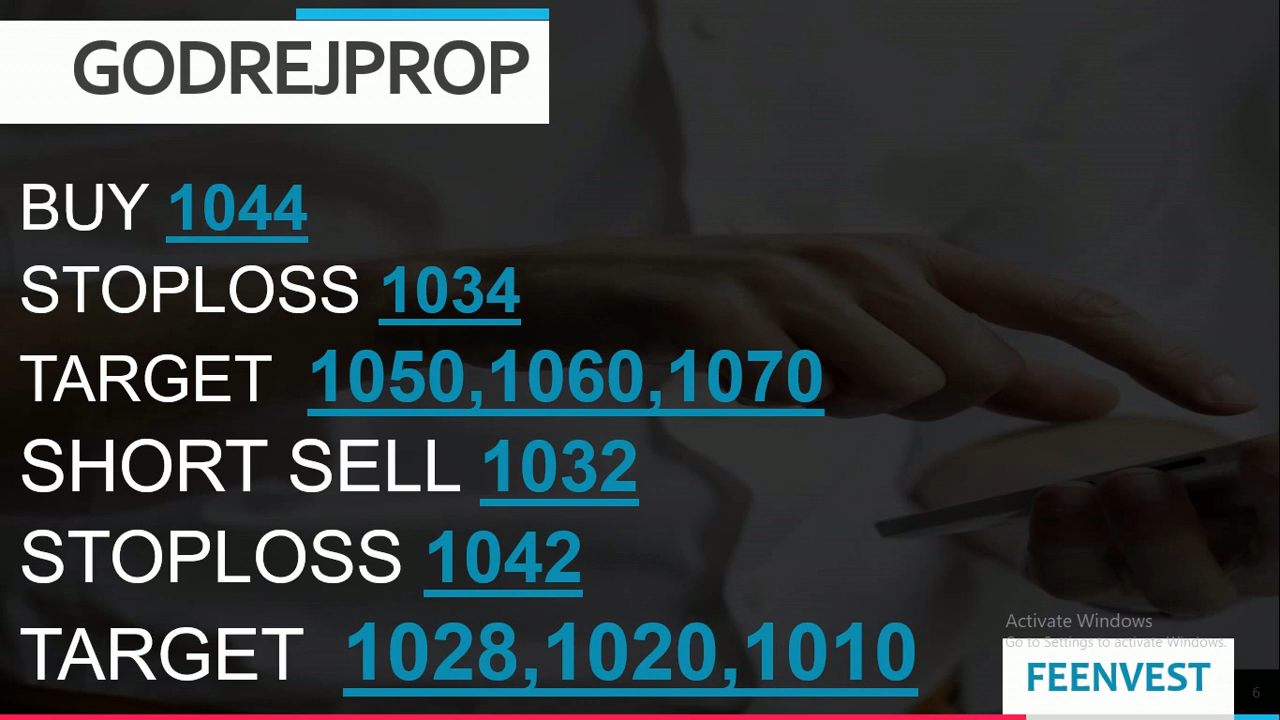 GODREJPROP
BUY 1044
STOPLOSS 1034
TARGET 1050,1060,1070
SHORT SELL 1032
STOPLOSS 1042
TARGET 1028,1020,1010
Activate Windows
Go to Settings to activate Windows.
FEENVEST
6